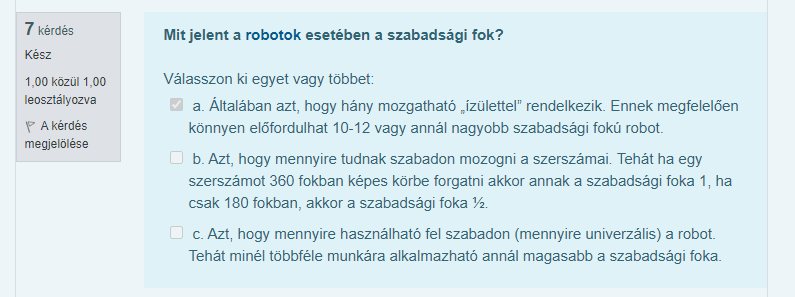 7 kérdés
Kész
1,00 közül 1,00
leosztályozva
A kérdés
megjelölése
Mit jelent a robotok esetében a szabadsági fok?
Válasszon ki egyet vagy többet:
a. Általában azt, hogy hány mozgatható „ízülettel” rendelkezik. Ennek megfelelően
könnyen előfordulhat 10-12 vagy annál nagyobb szabadsági fokú robot.
b. Azt, hogy mennyire tudnak szabadon mozogni a szerszámai. Tehát ha egy
szerszámot 360 fokban képes körbe forgatni akkor annak a szabadsági foka 1, ha
csak 180 fokban, akkor a szabadsági foka ½.
c. Azt, hogy mennyire használható fel szabadon (mennyire univerzális) a robot.
Tehát minél többféle munkára alkalmazható annál magasabb a szabadsági foka.